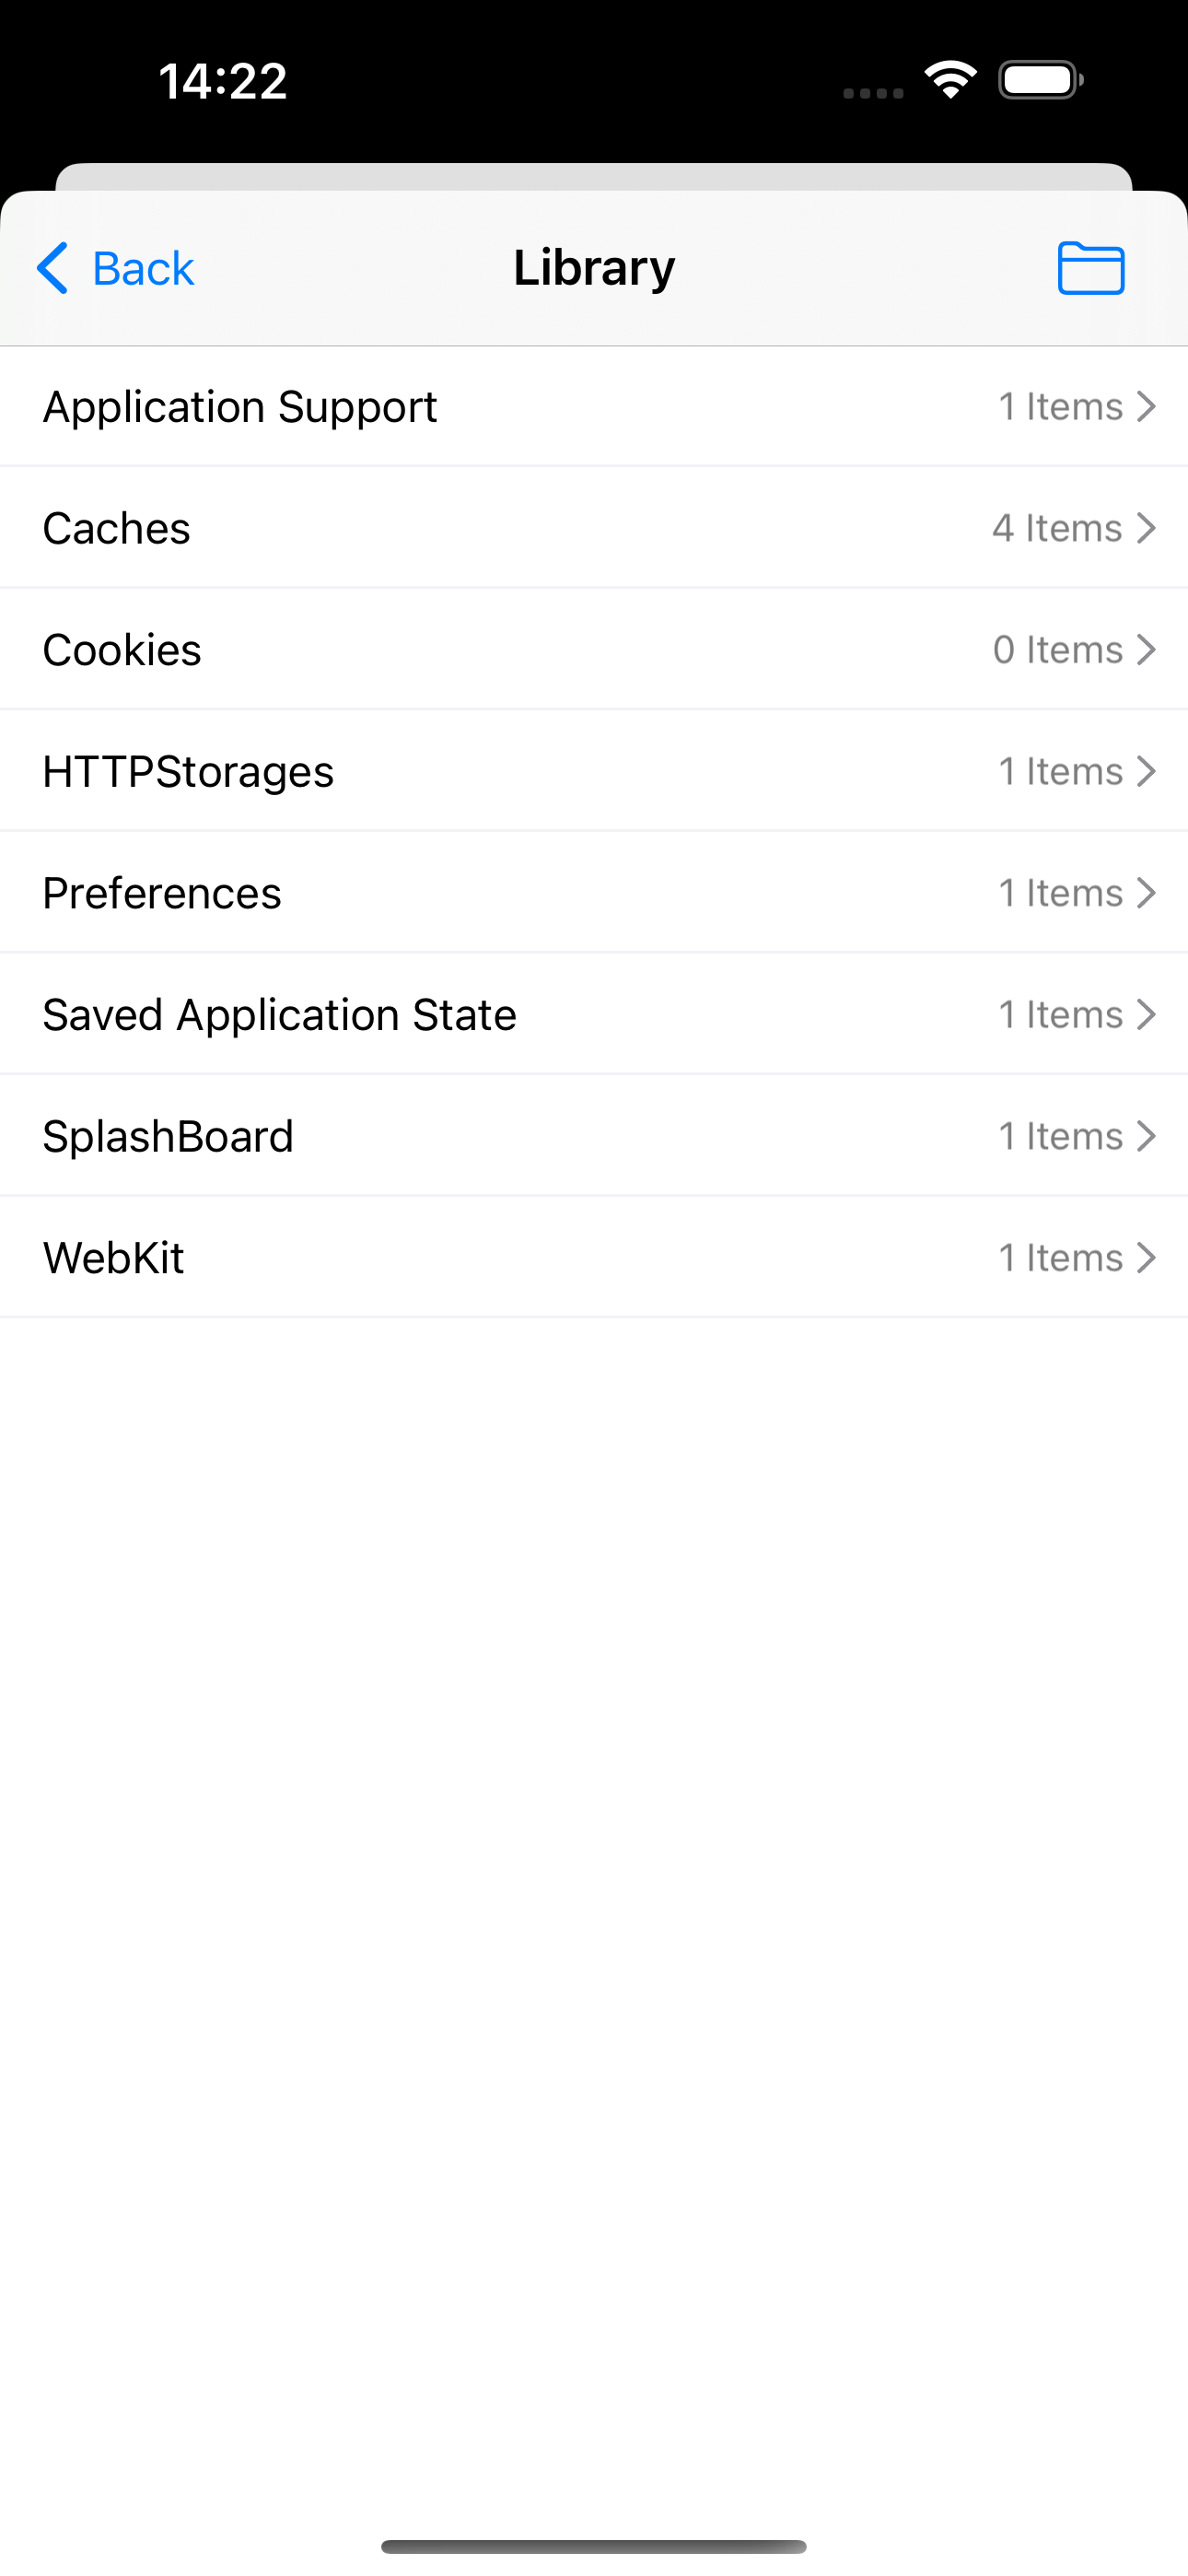 14:22
Back
Library
Application Support 1 Items
Caches 4 Items
Cookies 0 Items
HTTPStorages 1 Items
Preferences 1 Items
Saved Application State 1 Items
SplashBoard 1 Items
WebKit 1 Items